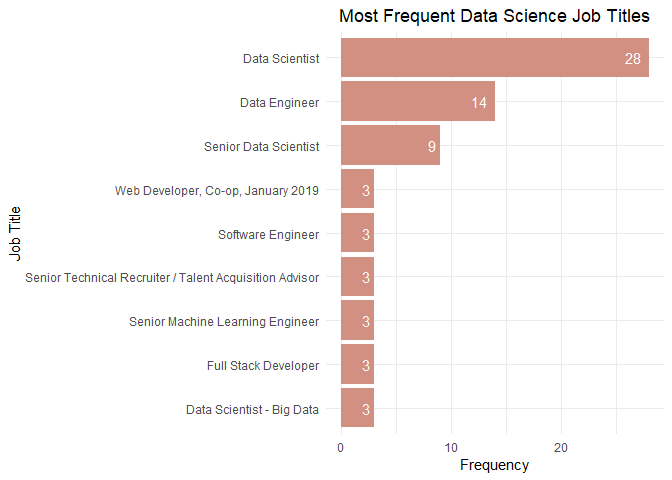 Most Frequent Data Science Job Titles
Data Scientist
28
Data Engineer
14
Senior Data Scientist
9
Web Developer, Co-op, January 2019
3
Software Engineer
3
Senior Technical Recruiter / Talent Acquisition Advisor
3
Senior Machine Learning Engineer
3
Full Stack Developer
3
Data Scientist - Big Data
3
Job Title
0 10 20
Frequency